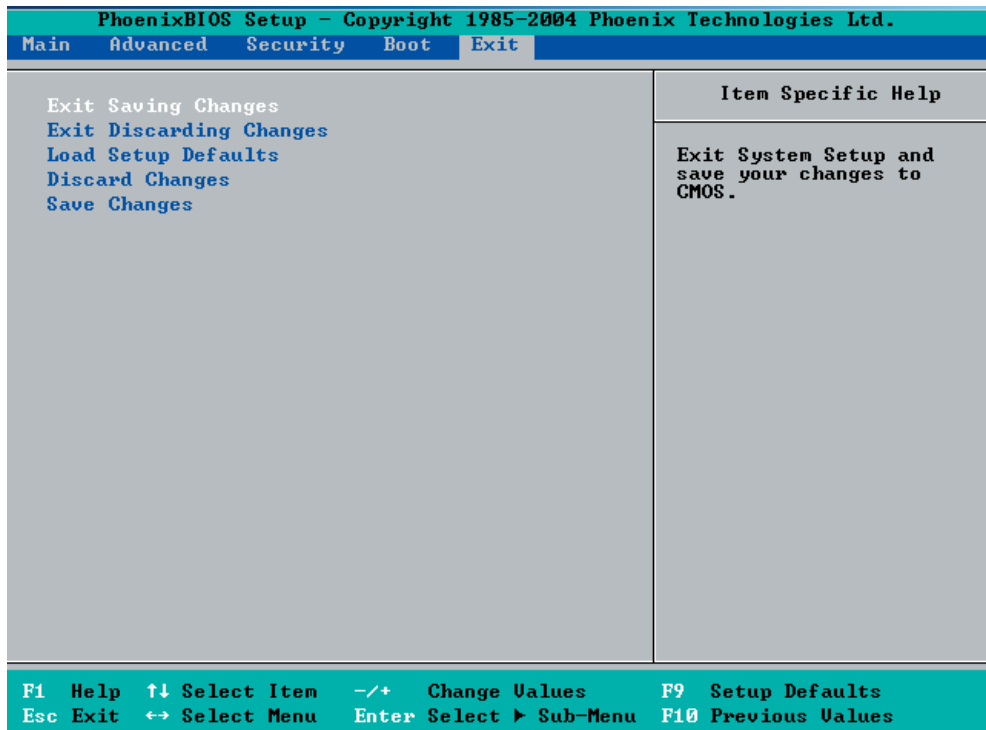 PhoenixBIOS Setup - Copyright 1985-2004 Phoenix Technologies Ltd.
Main Advanced Security Boot Exit
Exit Saving Changes
Exit Discarding Changes
Load Setup Defaults
Discard Changes
Save Changes
Item Specific Help
Exit System Setup and
save your changes to
CMOS.
F1 Help ↑↓ Select Item -/+ Change Values F9 Setup Defaults
Esc Exit ↔ Select Menu Enter Select ▶ Sub-Menu F10 Previous Values